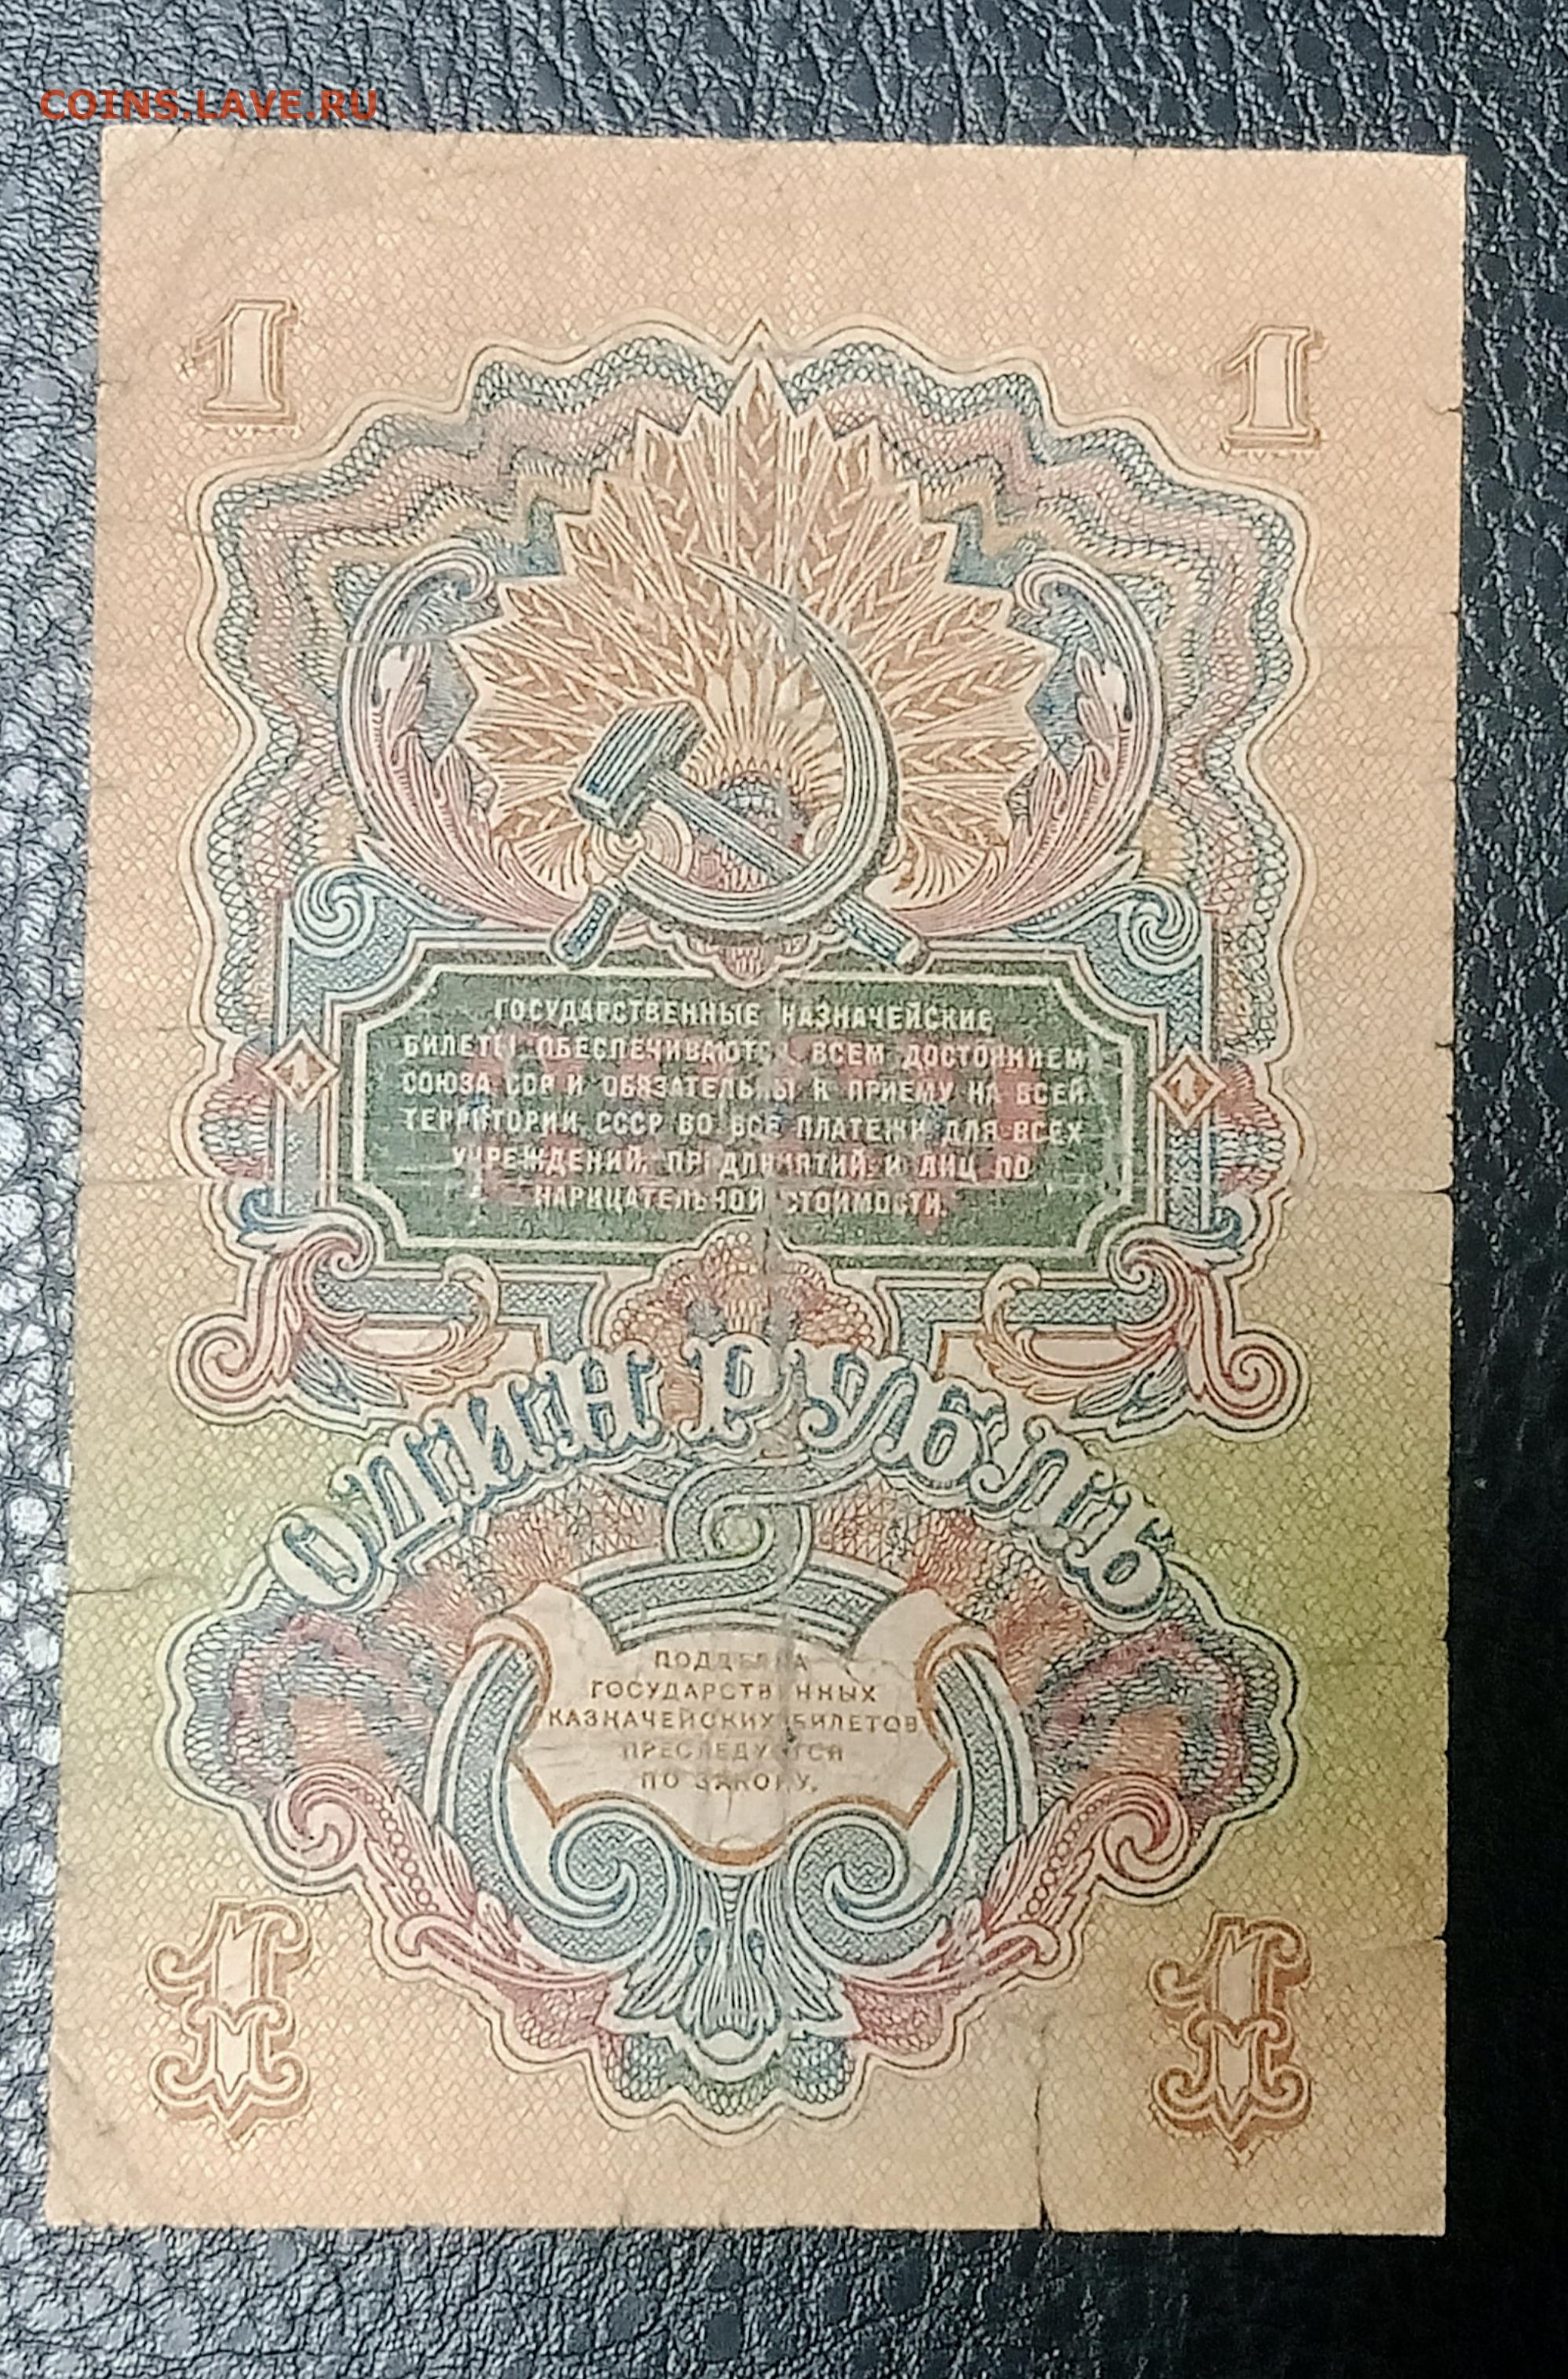 COINS.LAVE.RU
1 1
ГОСУДАРСТВЕННЫЕ КАЗНАЧЕЙСКИЕ
БИЛЕТЫ ОБЕСПЕЧИВАЮТСЯ ВСЕМ ДОСТОЯНИЕМ
СОЮЗА ССР И ОБЯЗАТЕЛЬНЫ К ПРИЕМУ НА ВСЕЙ
1 1
ТЕРРИТОРИИ СССР ВО ВСЕ ПЛАТЕЖИ ДЛЯ ВСЕХ
УЧРЕЖДЕНИЙ, ПРЕДПРИЯТИЙ И ЛИЦ ПО
НАРИЦАТЕЛЬНОЙ СТОИМОСТИ.
ОДИН РУБЛЬ
ПОДДЕЛКА
ГОСУДАРСТВЕННЫХ
КАЗНАЧЕЙСКИХ БИЛЕТОВ
ПРЕСЛЕДУЕТСЯ
ПО ЗАКОНУ.
1 1